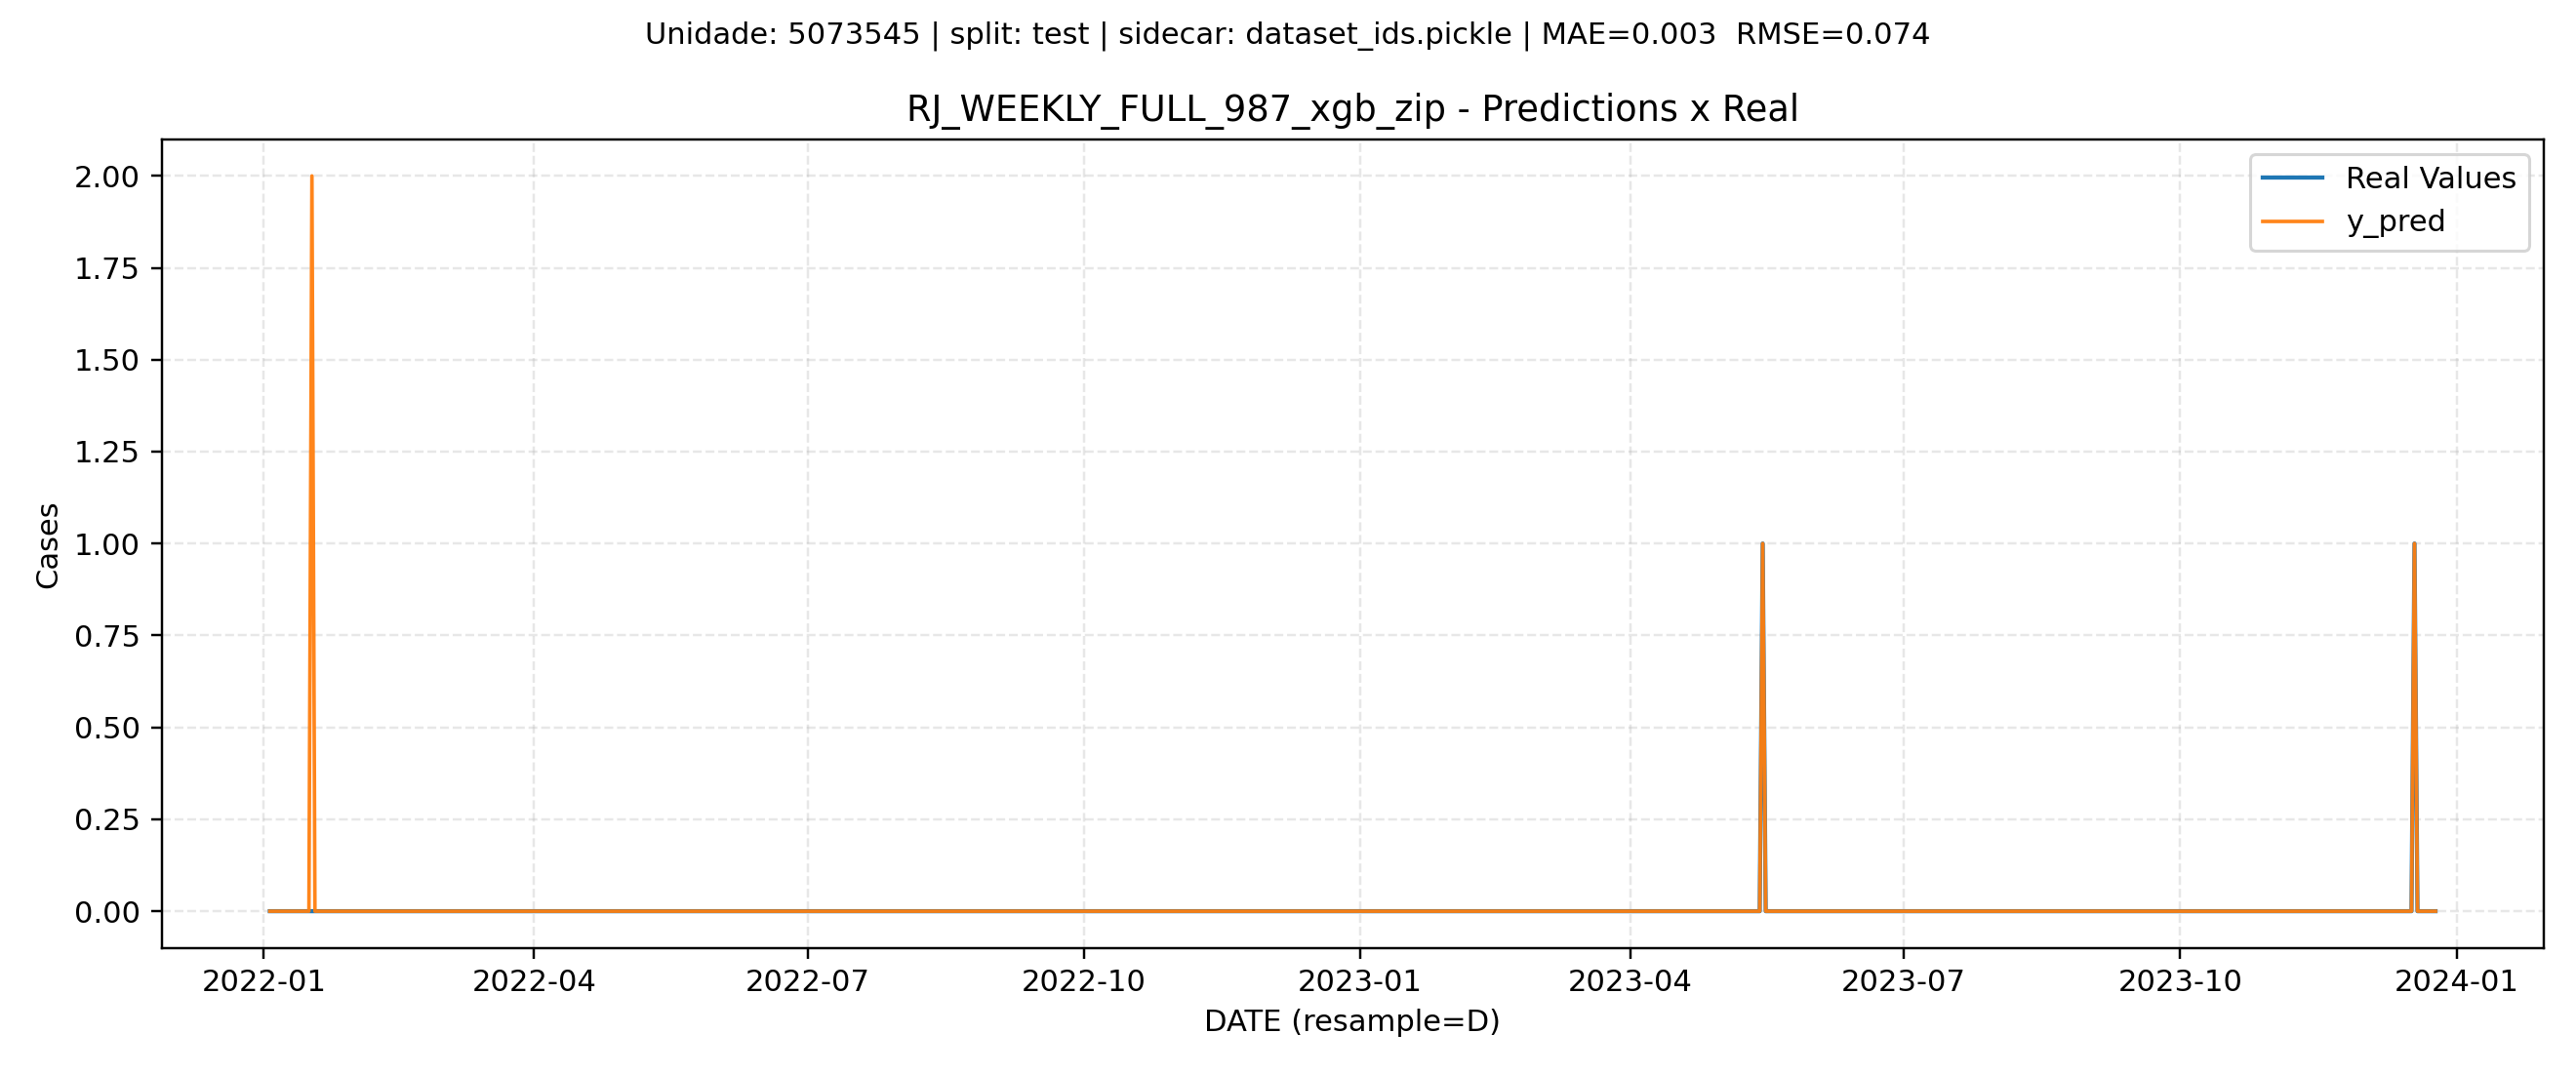 Unidade: 5073545 | split: test | sidecar: dataset_ids.pickle | MAE=0.003  RMSE=0.074
RJ_WEEKLY_FULL_987_xgb_zip - Predictions x Real
Real Values
y_pred
Cases
2.00
1.75
1.50
1.25
1.00
0.75
0.50
0.25
0.00
2022-01 2022-04 2022-07 2022-10 2023-01 2023-04 2023-07 2023-10 2024-01
DATE (resample=D)